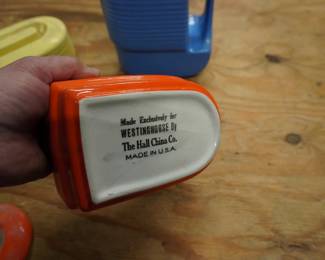 Made Exclusively for
WESTINGHOUSE By
The Hall China Co.
MADE IN U.S.A.